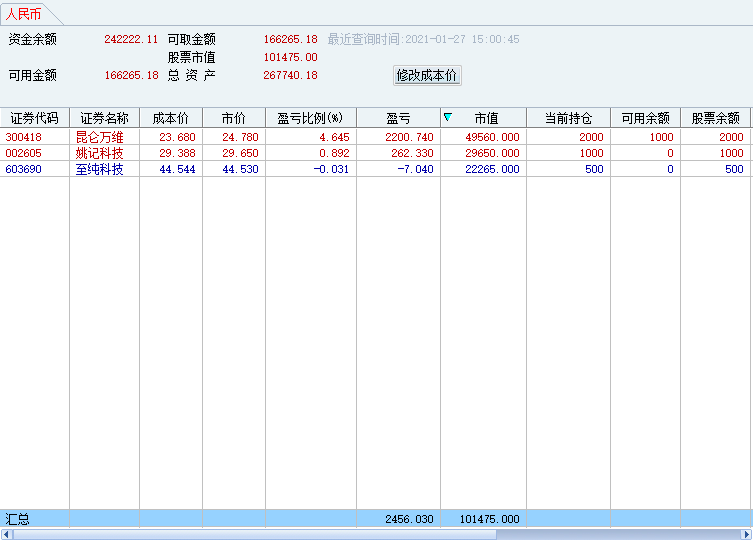 人民币
资金余额 242222.11 可取金额 166265.18 最近查询时间:2021-01-27 15:00:45
股票市值 101475.00
可用金额 166265.18 总 资 产 267740.18 修改成本价
证券代码 证券名称 成本价 市价 盈亏比例(%) 盈亏 市值 当前持仓 可用余额 股票余额
300418 昆仑万维 23.680 24.780 4.645 2200.740 49560.000 2000 1000 2000
002605 姚记科技 29.388 29.650 0.892 262.330 29650.000 1000 0 1000
603690 至纯科技 44.544 44.530 -0.031 -7.040 22265.000 500 0 500
汇总 2456.030 101475.000